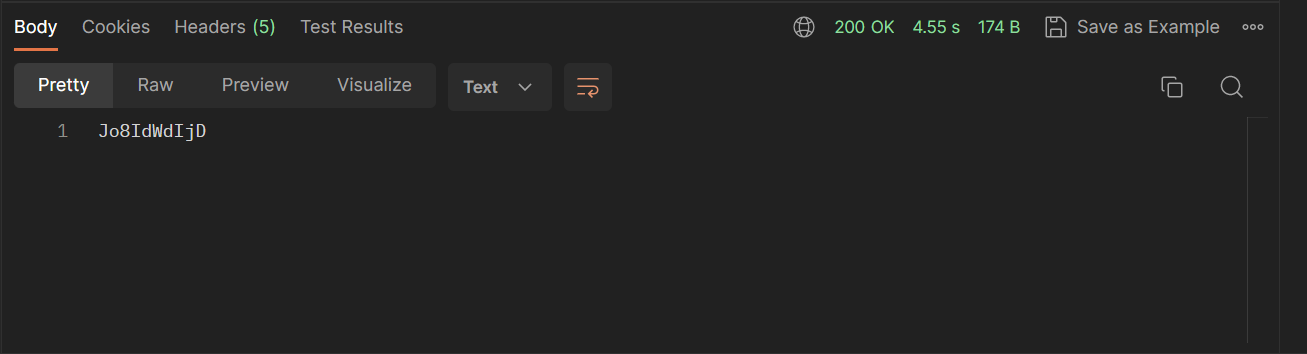 Body Cookies Headers (5) Test Results 200 OK 4.55 s 174 B Save as Example
Pretty Raw Preview Visualize Text
1 Jo8IdWdIjD